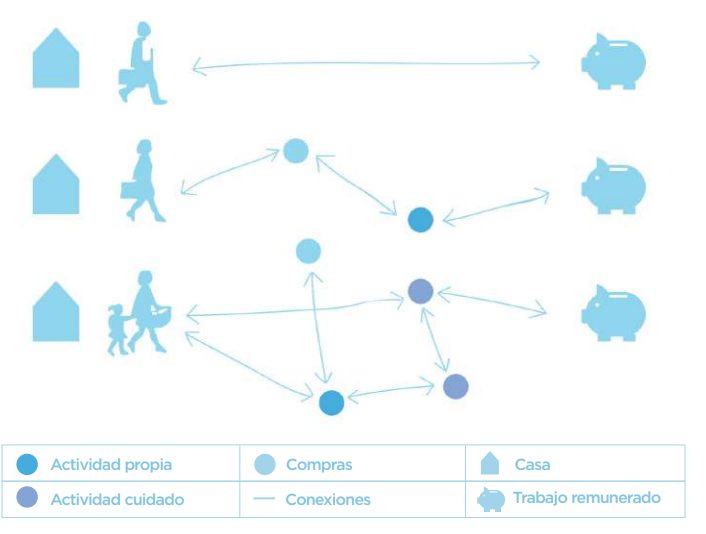 Actividad propia
Compras
Casa
Actividad cuidado
Conexiones
Trabajo remunerado